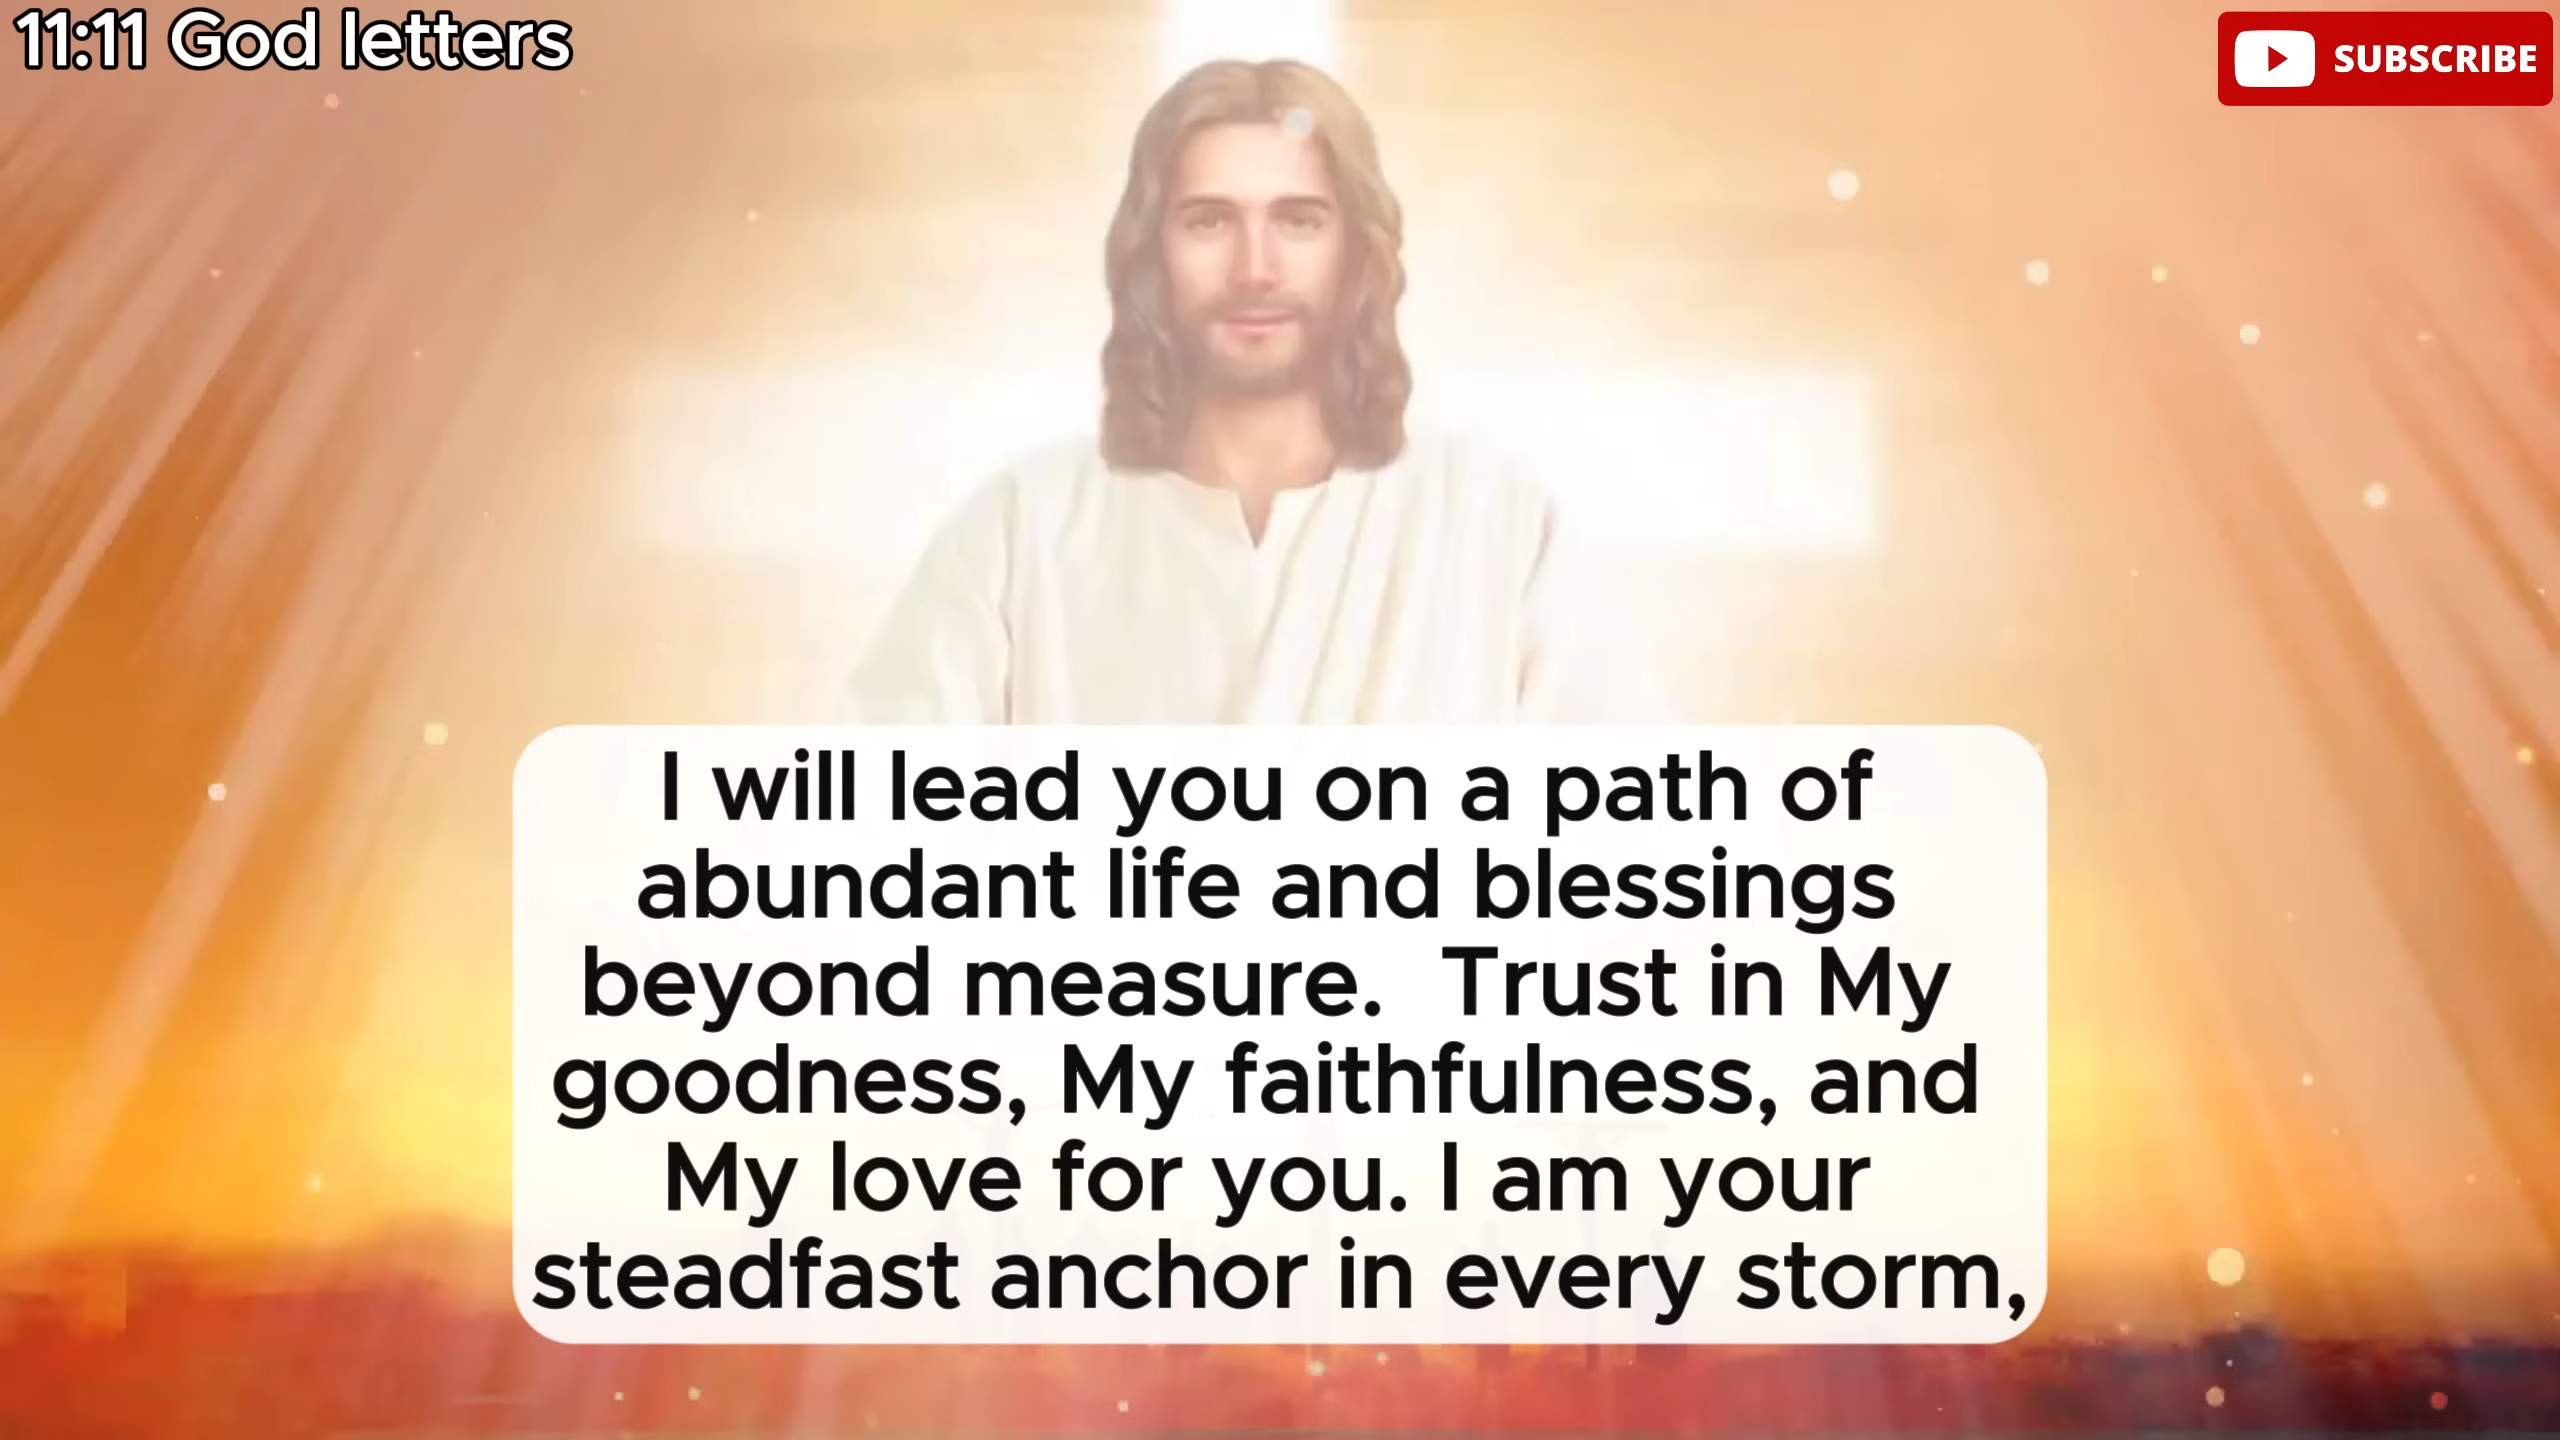 11:11 God letters
SUBSCRIBE
I will lead you on a path of
abundant life and blessings
beyond measure.  Trust in My
goodness, My faithfulness, and
My love for you. I am your
steadfast anchor in every storm,